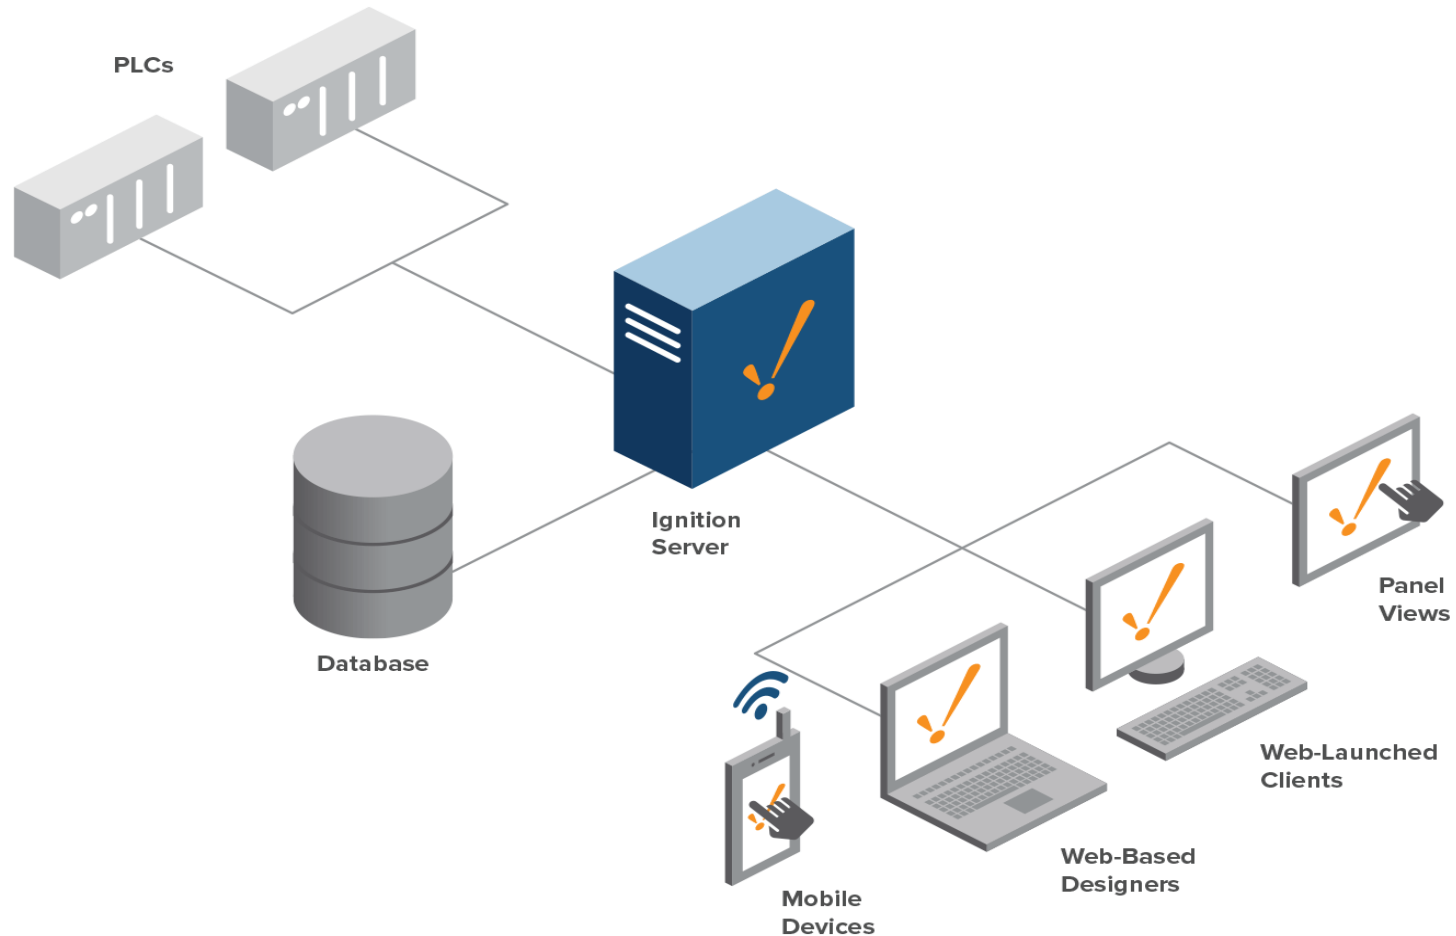 PLCs
Ignition
Server
Database
Panel
Views
Web-Launched
Clients
Web-Based
Designers
Mobile
Devices